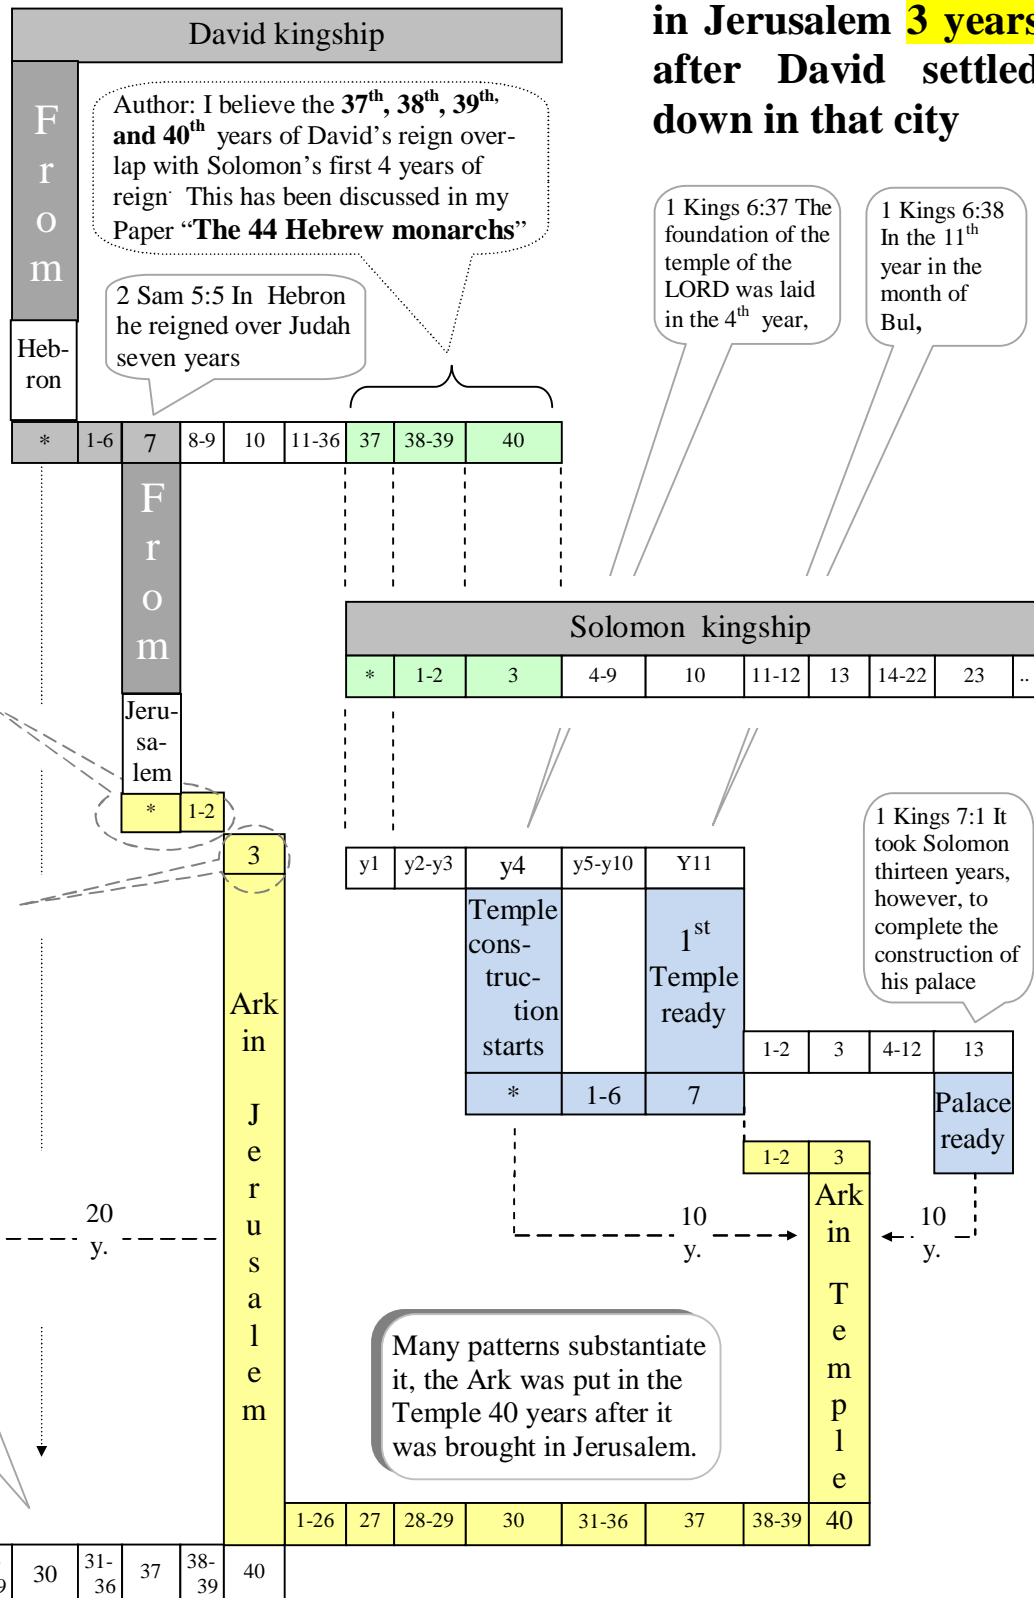 David kingship
in Jerusalem 3 years
after David settled
down in that city
F
r
o
m
Author: I believe the 37th, 38th, 39th,
and 40th years of David's reign over-
lap with Solomon's first 4 years of
reign. This has been discussed in my
Paper "The 44 Hebrew monarchs"
1 Kings 6:37 The
foundation of the
temple of the
LORD was laid
in the 4th year,
1 Kings 6:38
In the 11th
year in the
month of
Bul,
2 Sam 5:5 In Hebron
he reigned over Judah
seven years
Heb-
ron
* 1-6 7 8-9 10 11-36 37 38-39 40
F
r
o
m
Jeru-
sa-
lem
* 1-2
3
Solomon kingship
* 1-2 3 4-9 10 11-12 13 14-22 23 ..
y1 y2-y3 y4 y5-y10 Y11
Temple
cons-
truc-
tion
starts
1st
Temple
ready
1 Kings 7:1 It
took Solomon
thirteen years,
however, to
complete the
construction of
his palace
1-2 3 4-12 13
* 1-6 7
Palace
ready
1-2 3
Ark
in
J
e
r
u
s
a
l
e
m
Ark
in
T
e
m
p
l
e
20
y.
10
y.
10
y.
Many patterns substantiate
it, the Ark was put in the
Temple 40 years after it
was brought in Jerusalem.
1-26 27 28-29 30 31-36 37 38-39 40
9 30 31-
36 37 38-
39 40